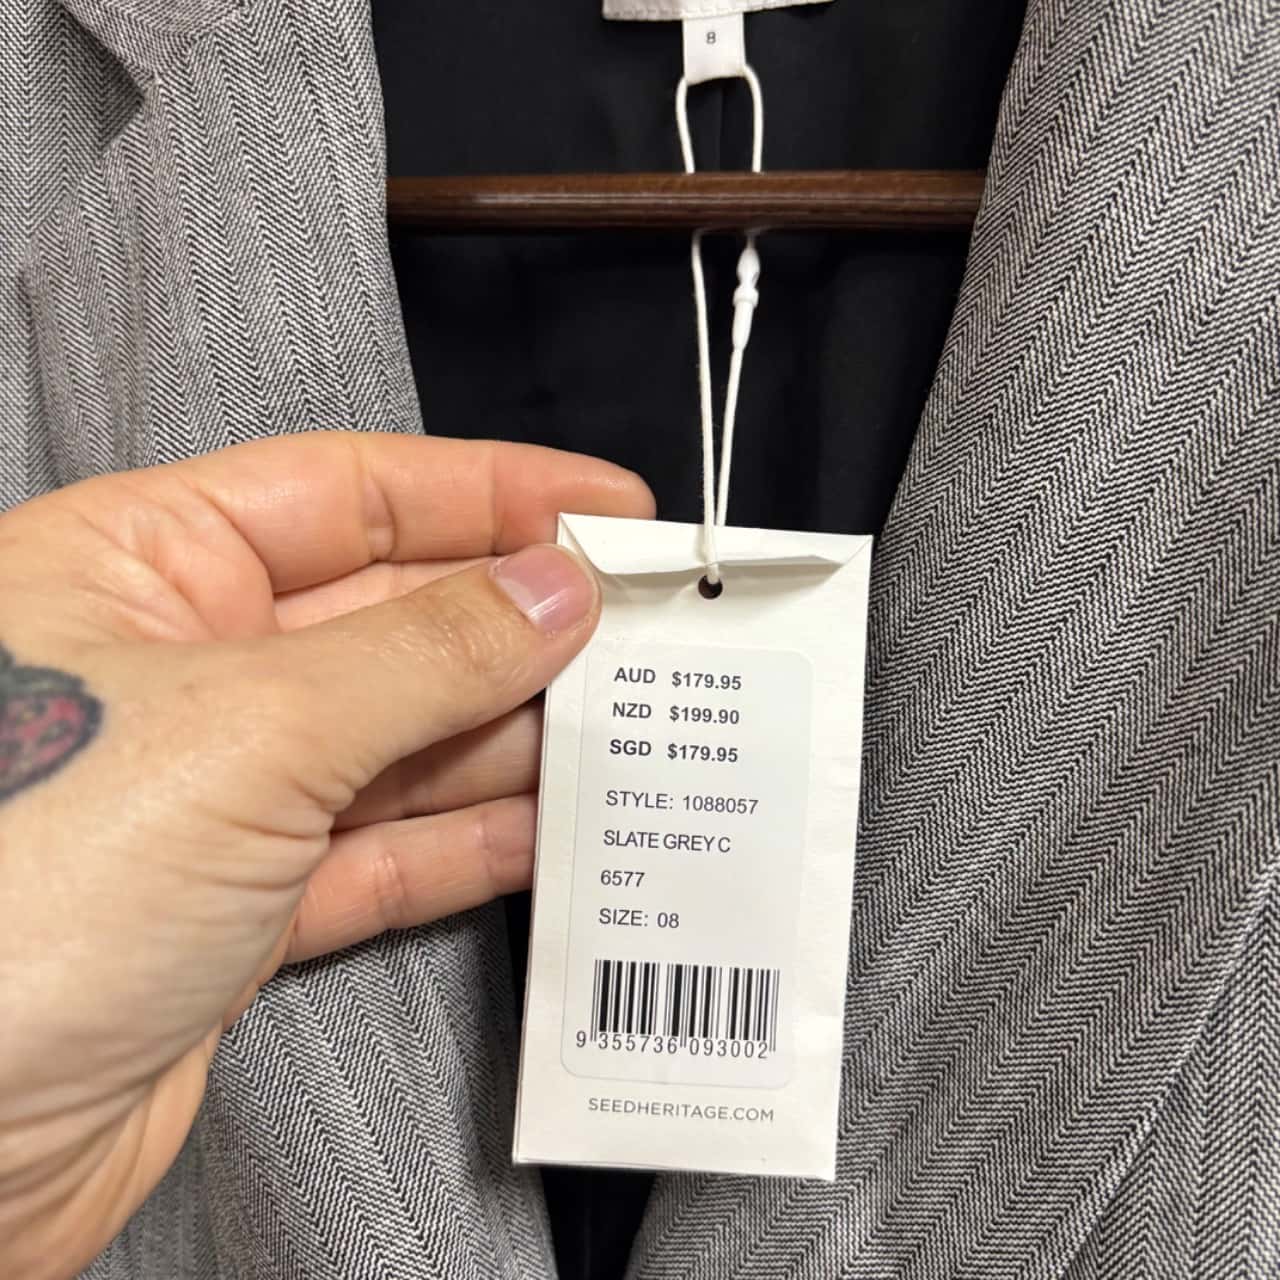 8
AUD $179.95
NZD $199.90
SGD $179.95
STYLE: 1088057
SLATE GREY C
6577
SIZE: 08
9 355736 093002
SEEDHERITAGE.COM